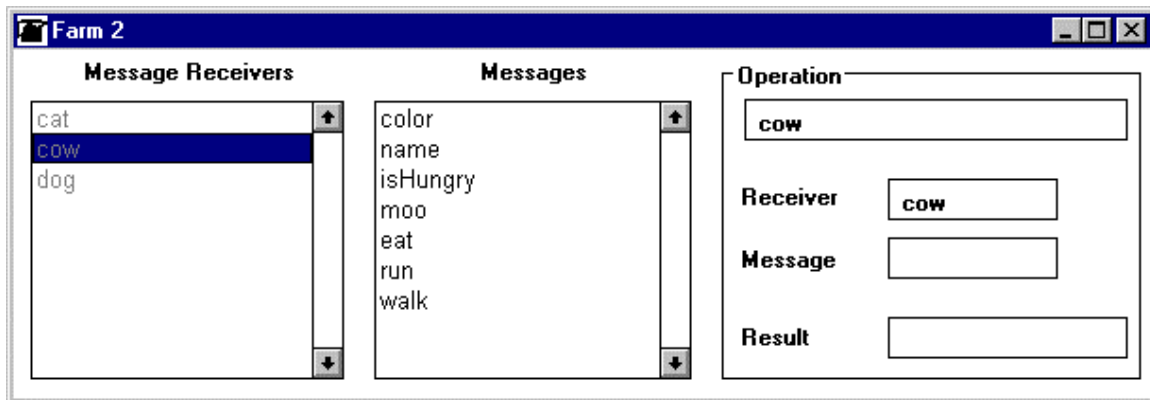 Farm 2
Message Receivers
cat
cow
dog
Messages
color
name
isHungry
moo
eat
run
walk
Operation
cow
Receiver cow
Message
Result